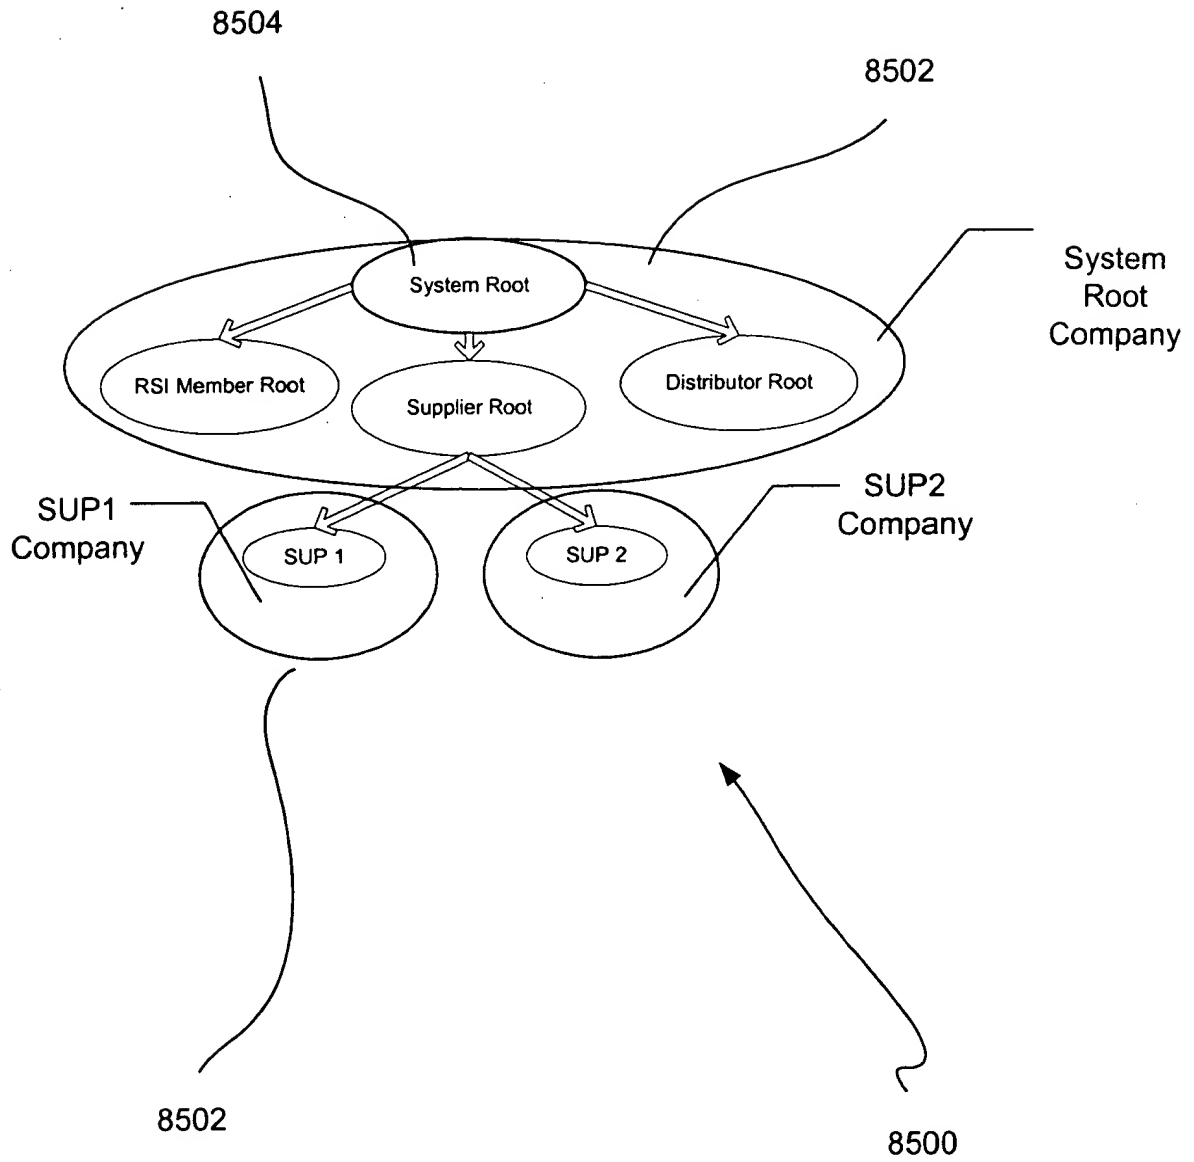 8504
8502
System Root
System
Root
Company
RSI Member Root
Supplier Root
Distributor Root
SUP1
Company
SUP 1
SUP 2
SUP2
Company
8502
8500